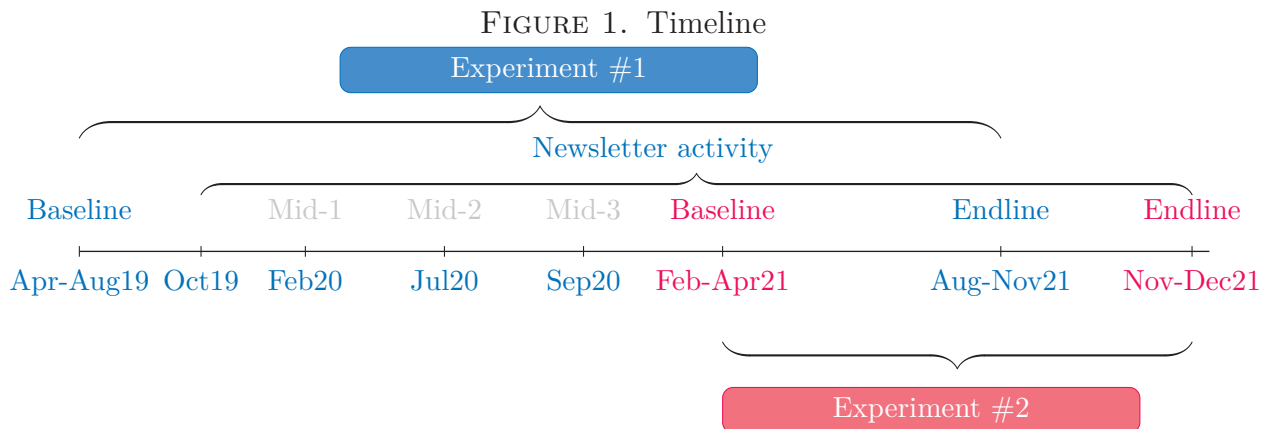 FIGURE 1. Timeline
Experiment #1
Newsletter activity
Baseline Mid-1 Mid-2 Mid-3 Baseline Endline Endline
Apr-Aug19 Oct19 Feb20 Jul20 Sep20 Feb-Apr21 Aug-Nov21 Nov-Dec21
Experiment #2